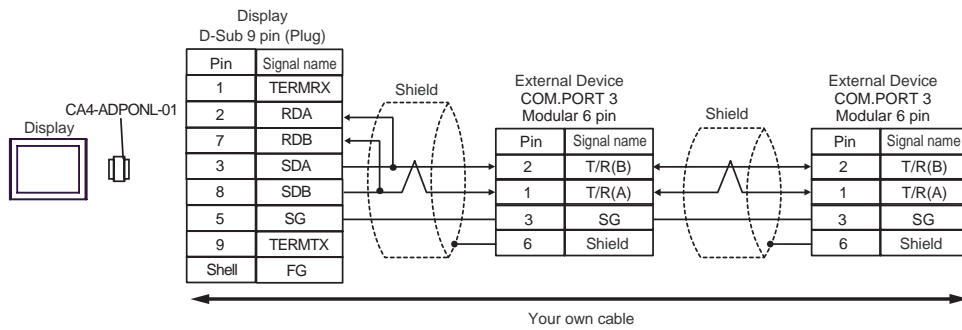 Display
D-Sub 9 pin (Plug)
Pin Signal name
1 TERMRX
2 RDA
7 RDB
3 SDA
8 SDB
5 SG
9 TERMTX
Shell FG
CA4-ADPONL-01
Display
Shield
External Device
COM.PORT 3
Modular 6 pin
Pin Signal name
2 T/R(B)
1 T/R(A)
3 SG
6 Shield
Shield
External Device
COM.PORT 3
Modular 6 pin
Pin Signal name
2 T/R(B)
1 T/R(A)
3 SG
6 Shield
Your own cable